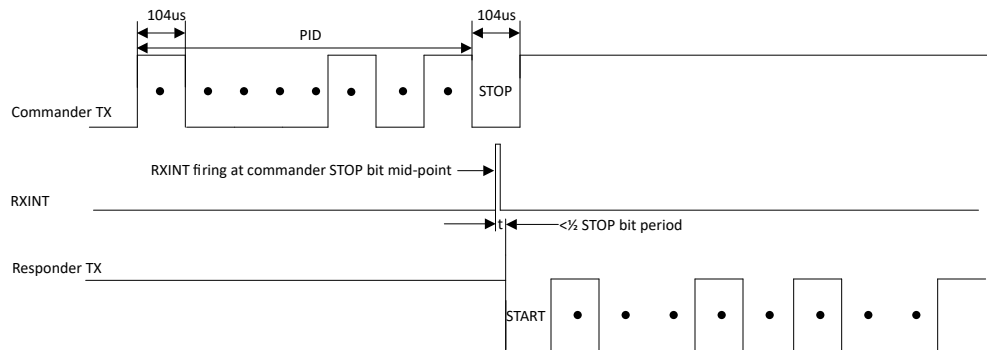 104us
104us
PID
STOP
Commander TX
RXINT firing at commander STOP bit mid-point
RXINT
t
<½ STOP bit period
Responder TX
START